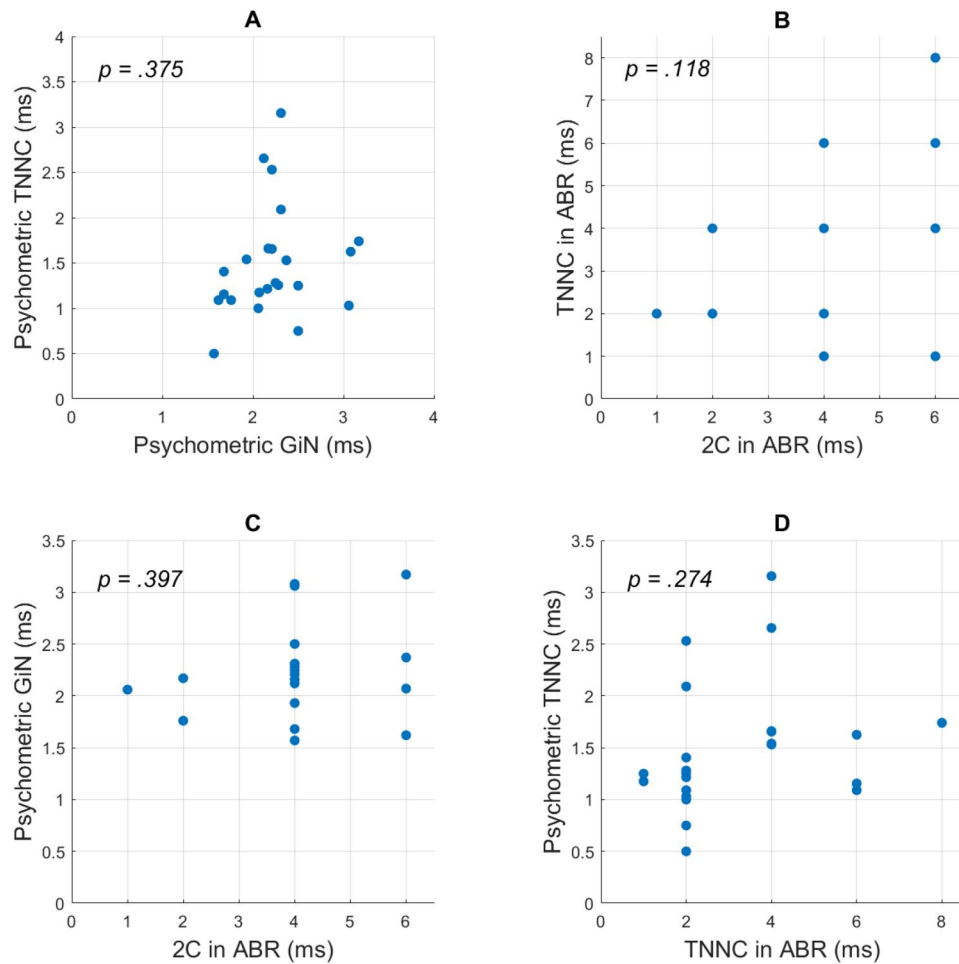 A
p = .375
Psychometric TNNC (ms)
4
3.5
3
2.5
2
1.5
1
0.5
0
0 1 2 3 4
Psychometric GiN (ms)
B
p = .118
TNNC in ABR (ms)
8
7
6
5
4
3
2
1
0
0 1 2 3 4 5 6
2C in ABR (ms)
C
p = .397
Psychometric GiN (ms)
3.5
3
2.5
2
1.5
1
0.5
0
0 1 2 3 4 5 6
2C in ABR (ms)
D
p = .274
Psychometric TNNC (ms)
3.5
3
2.5
2
1.5
1
0.5
0
0 2 4 6 8
TNNC in ABR (ms)